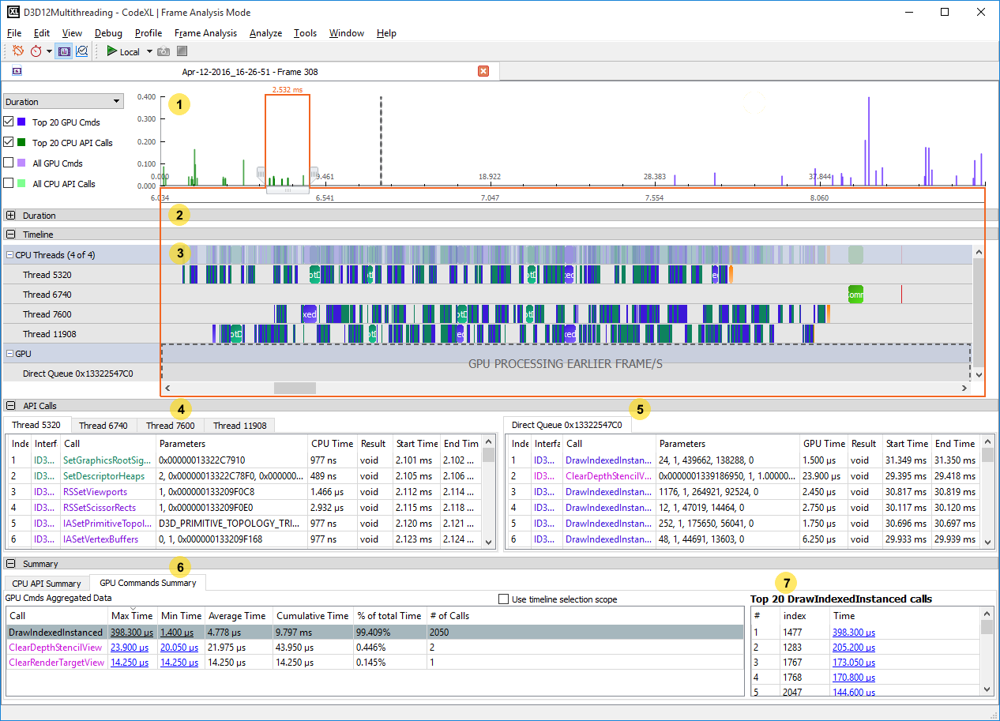 D3D12Multithreading - CodeXL | Frame Analysis Mode
File Edit View Debug Profile Frame Analysis Analyze Tools Window Help
Local
Apr-12-2016_16-26-51 - Frame 308
2.532 ms
Duration
Top 20 GPU Cmds
Top 20 CPU API Calls
All GPU Cmds
All CPU API Calls
0.400
0.300
0.200
0.100
0.000
1
0.000 9.461 18.922 28.383 37.844
6.034 6.541 7.047 7.554 8.060
Duration
2
Timeline
CPU Threads (4 of 4)
3
Thread 5320
Thread 6740
Thread 7600
Thread 11908
GPU
Direct Queue 0x13322547C0
GPU PROCESSING EARLIER FRAME/S
API Calls
4
5
Thread 5320 Thread 6740 Thread 7600 Thread 11908
Inde Interf Call Parameters CPU Time Result Start Time End Tim
1 ID3... SetGraphicsRootSig... 0x00000013322C7910 977 ns void 2.101 ms 2.102 ...
2 ID3... SetDescriptorHeaps 2, 0x00000013322C78F0, 0x000000... 489 ns void 2.105 ms 2.106 ...
3 ID3... RSSetViewports 1, 0x000000133209F0C8 1.466 µs void 2.112 ms 2.114 ...
4 ID3... RSSetScissorRects 1, 0x000000133209F0E0 2.932 µs void 2.115 ms 2.118 ...
5 ID3... IASetPrimitiveTopol... D3D_PRIMITIVE_TOPOLOGY_TRI... 977 ns void 2.120 ms 2.121 ...
6 ID3... IASetVertexBuffers 0, 1, 0x000000133209F168 977 ns void 2.123 ms 2.124 ...
Direct Queue 0x13322547C0
Inde Interfa Call Parameters GPU Time Result Start Time End Time
1 ID3... DrawIndexedInstan... 24, 1, 439662, 138288, 0 1.500 µs void 31.349 ms 31.350 ms
2 ID3... ClearDepthStencilV... 0x0000001339186950, 1, 1.00000... 23.900 µs void 29.395 ms 29.418 ms
3 ID3... DrawIndexedInstan... 1176, 1, 264921, 92524, 0 2.450 µs void 30.817 ms 30.819 ms
4 ID3... DrawIndexedInstan... 12, 1, 47019, 14464, 0 2.750 µs void 30.117 ms 30.120 ms
5 ID3... DrawIndexedInstan... 252, 1, 175650, 56041, 0 1.750 µs void 30.696 ms 30.697 ms
6 ID3... DrawIndexedInstan... 48, 1, 44691, 13603, 0 6.250 µs void 29.933 ms 29.939 ms
Summary
6
CPU API Summary GPU Commands Summary
GPU Cmds Aggregated Data
Use timeline selection scope
Call Max Time Min Time Average Time Cumulative Time % of total Time # of Calls
DrawIndexedInstanced 398.300 µs 1.400 µs 4.778 µs 9.797 ms 99.409% 2050
ClearDepthStencilView 23.900 µs 20.050 µs 21.975 µs 43.950 µs 0.446% 2
ClearRenderTargetView 14.250 µs 14.250 µs 14.250 µs 14.250 µs 0.145% 1
7
Top 20 DrawIndexedInstanced calls
# index Time
1 1477 398.300 µs
2 1283 205.200 µs
3 1767 173.050 µs
4 1768 170.800 µs
5 2047 144.600 µs